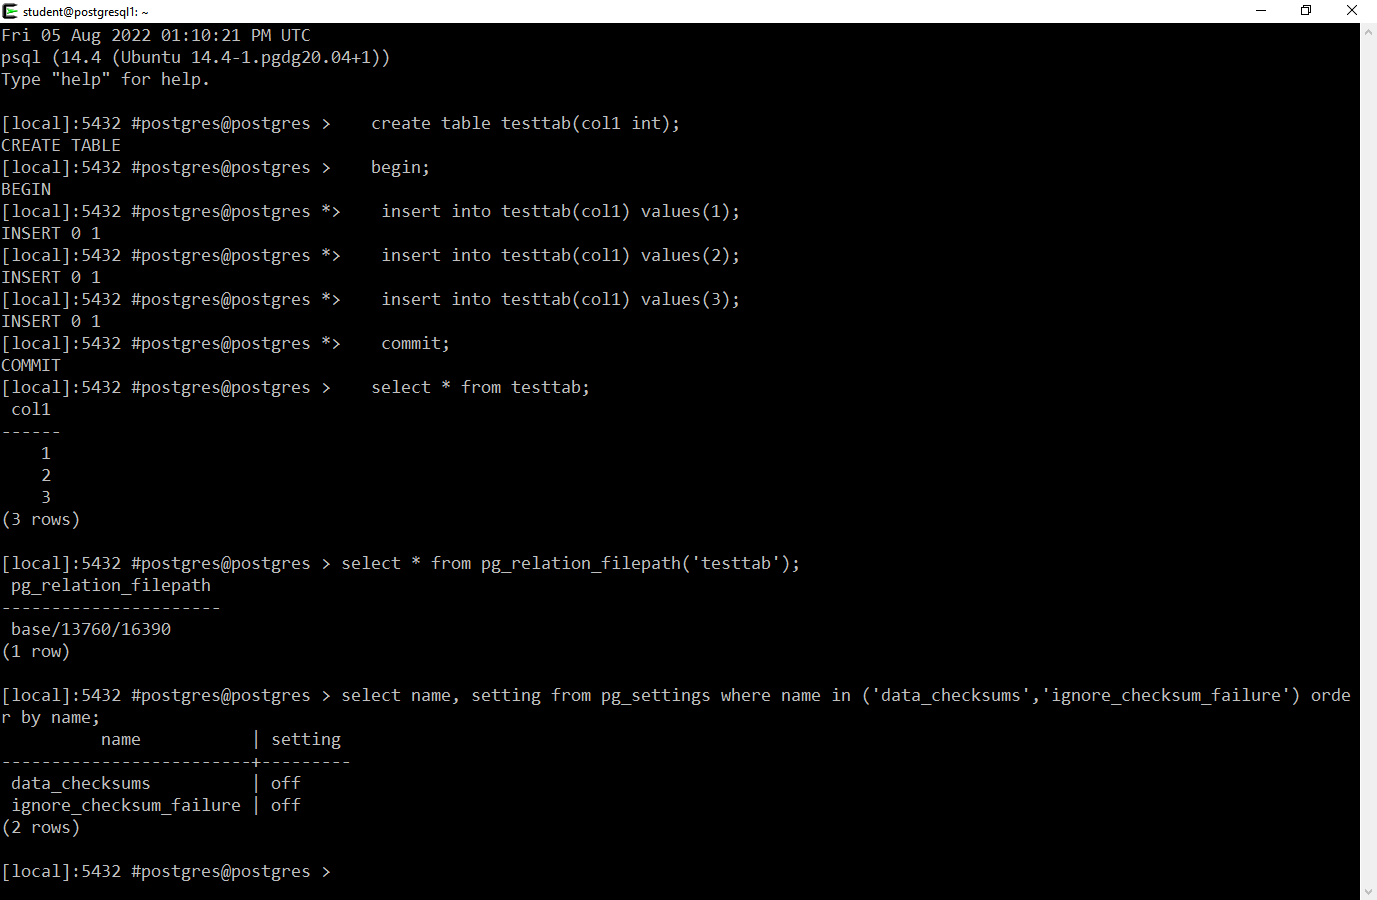 student@postgresql1: ~
Fri 05 Aug 2022 01:10:21 PM UTC
psql (14.4 (Ubuntu 14.4-1.pgdg20.04+1))
Type "help" for help.
[local]:5432 #postgres@postgres >    create table testtab(col1 int);
CREATE TABLE
[local]:5432 #postgres@postgres >    begin;
BEGIN
[local]:5432 #postgres@postgres *>    insert into testtab(col1) values(1);
INSERT 0 1
[local]:5432 #postgres@postgres *>    insert into testtab(col1) values(2);
INSERT 0 1
[local]:5432 #postgres@postgres *>    insert into testtab(col1) values(3);
INSERT 0 1
[local]:5432 #postgres@postgres *>    commit;
COMMIT
[local]:5432 #postgres@postgres >    select * from testtab;
 col1
------
    1
    2
    3
(3 rows)
[local]:5432 #postgres@postgres > select * from pg_relation_filepath('testtab');
 pg_relation_filepath
----------------------
 base/13760/16390
(1 row)
[local]:5432 #postgres@postgres > select name, setting from pg_settings where name in ('data_checksums','ignore_checksum_failure') orde
r by name;
          name           | setting
-------------------------+---------
 data_checksums          | off
 ignore_checksum_failure | off
(2 rows)
[local]:5432 #postgres@postgres >